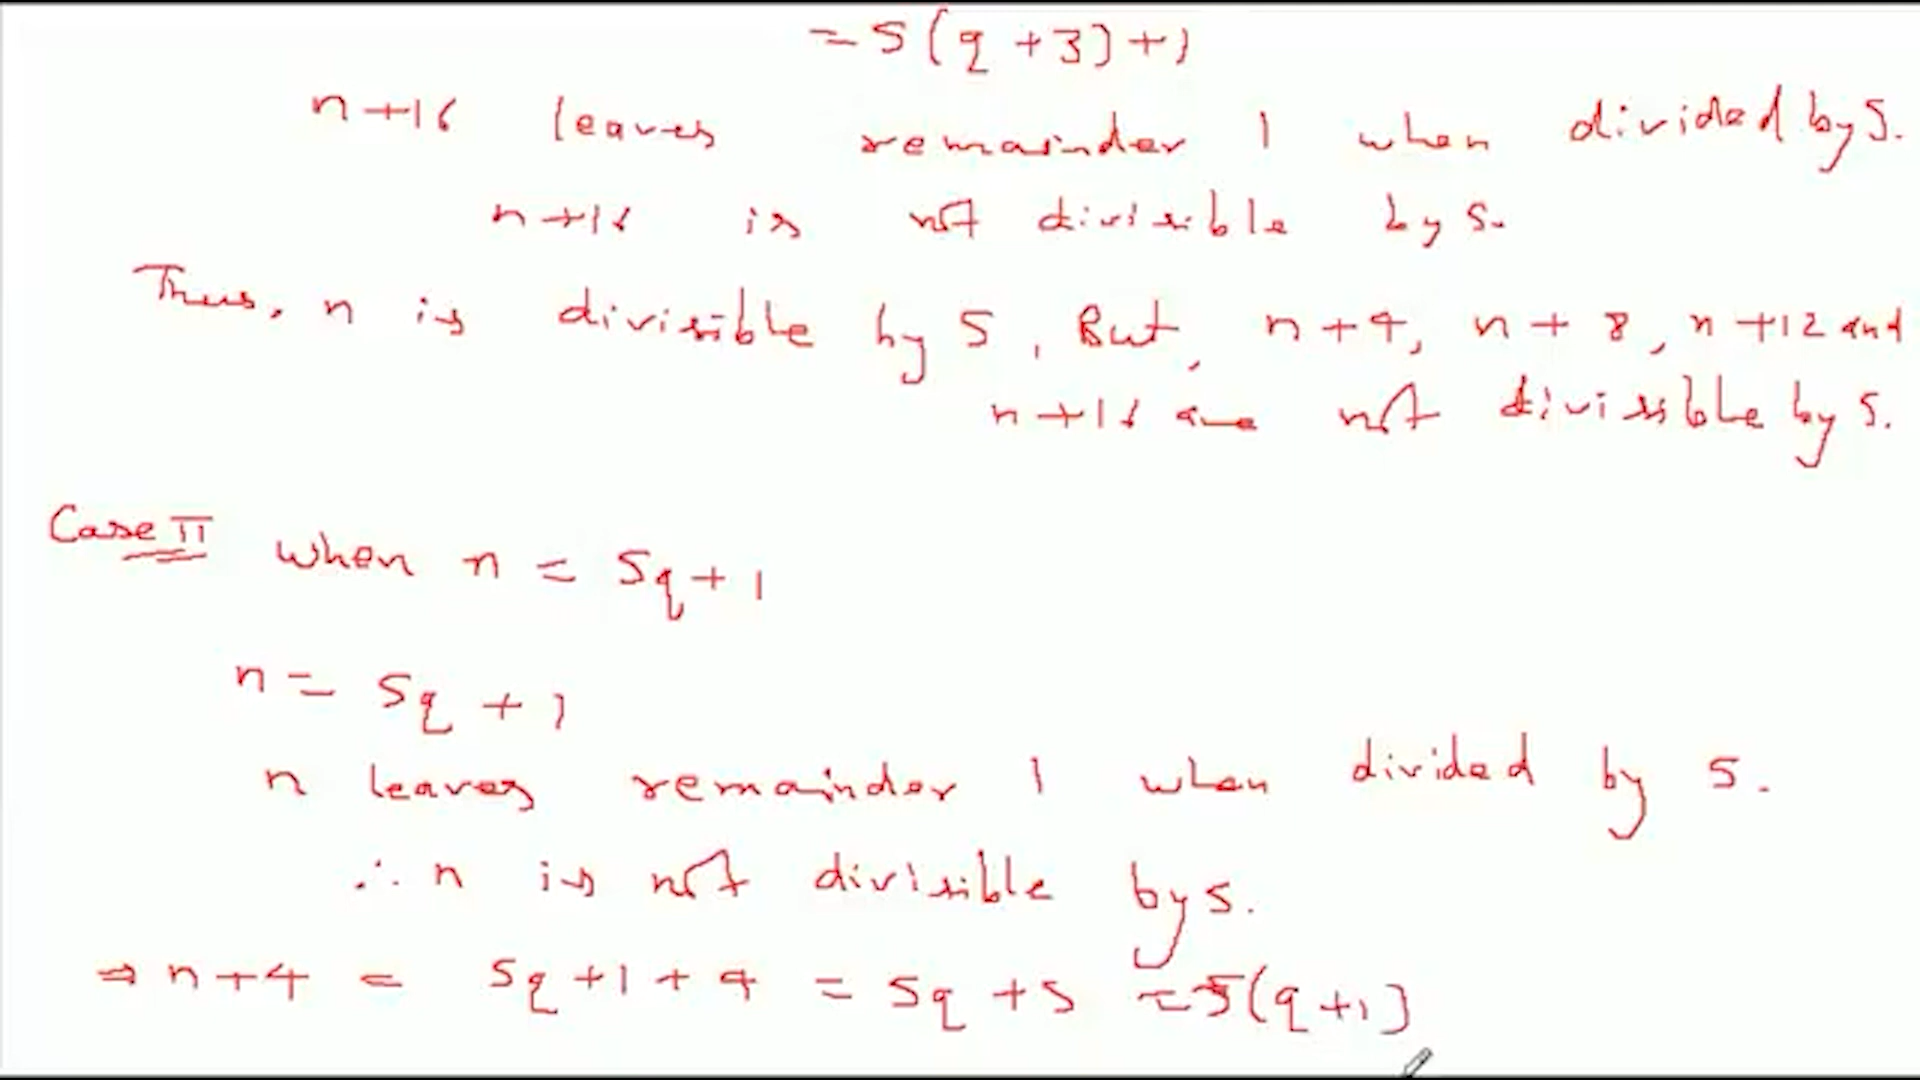 = 5(q + 3) + 1
n + 16 leaves remainder 1 when divided by 5.
n + 16 is not divisible by 5.
Thus, n is divisible by 5, But, n + 4, n + 8, n + 12 and
n + 16 are not divisible by 5.
Case II when n = 5q + 1
n = 5q + 1
n leaves remainder 1 when divided by 5.
∴ n is not divisible by 5.
⇒ n + 4 = 5q + 1 + 4 = 5q + 5 = 5(q + 1)